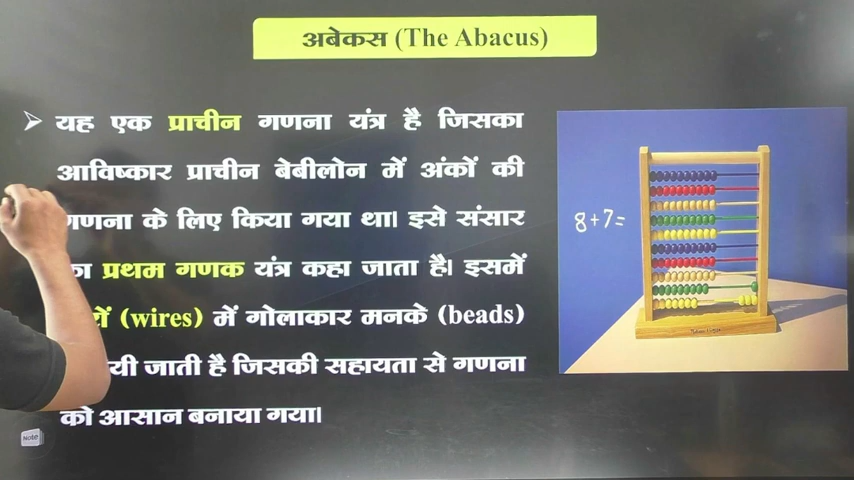 अबेकस (The Abacus)
यह एक प्राचीन गणना यंत्र है जिसका
आविष्कार प्राचीन बेबीलोन में अंकों की
गणना के लिए किया गया था। इसे संसार
का प्रथम गणक यंत्र कहा जाता है। इसमें
(wires) में गोलाकार मनके (beads)
जाती है जिसकी सहायता से गणना
को आसान बनाया गया।
8+7=
Note